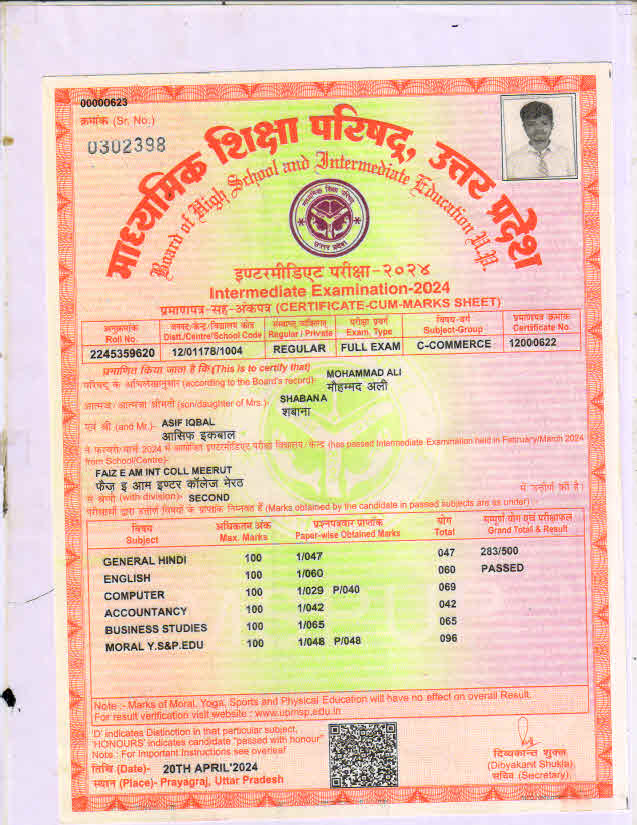 00000623
क्रमांक (Sr. No.)
0302398
माध्यमिक शिक्षा परिषद्, उत्तर प्रदेश
Board of High School and Intermediate Education U.P.
माध्यमिक शिक्षा परिषद
उत्तर प्रदेश
इण्टरमीडिएट परीक्षा-२०२४
Intermediate Examination-2024
प्रमाणपत्र-सह-अंकपत्र (CERTIFICATE-CUM-MARKS SHEET)
अनुक्रमांक जनपद/केन्द्र/विद्यालय कोड संस्थागत/व्यक्तिगत परीक्षा प्रवर्ग विषय-वर्ग प्रमाणपत्र क्रमांक
Roll No. Distt./Centre/School Code Regular / Private Exam. Type Subject-Group Certificate No.
2245359620 12/01178/1004 REGULAR FULL EXAM C-COMMERCE 12000622
प्रमाणित किया जाता है कि(This is to certify that) MOHAMMAD ALI
परिषद् के अभिलेखानुसार (according to the Board's record)- मौहम्मद अली
आत्मज/आत्मजा श्रीमती (son/daughter of Mrs.)- SHABANA
शबाना
एवं श्री (and Mr.)- ASIF IQBAL
आसिफ इकबाल
ने फरवरी/मार्च 2024 में आयोजित इण्टरमीडिएट परीक्षा विद्यालय/केन्द्र (has passed Intermediate Examination held in February/March 2024
from School/Centre)-
FAIZ E AM INT COLL MEERUT
फैज़ इ आम इण्टर कॉलेज मेरठ
से श्रेणी (with division)- SECOND में उत्तीर्ण की है।
परीक्षार्थी द्वारा उत्तीर्ण विषयों के प्राप्तांक निम्नवत हैं (Marks obtained by the candidate in passed subjects are as under) :-
विषय अधिकतम अंक प्रश्नपत्रवार प्राप्तांक योग सम्पूर्ण योग एवं परीक्षाफल
Subject Max. Marks Paper-wise Obtained Marks Total Grand Total & Result
GENERAL HINDI 100 1/047 047 283/500
ENGLISH 100 1/060 060 PASSED
COMPUTER 100 1/029 P/040 069
ACCOUNTANCY 100 1/042 042
BUSINESS STUDIES 100 1/065 065
MORAL Y.S&P.EDU 100 1/048 P/048 096
Note :- Marks of Moral, Yoga, Sports and Physical Education will have no effect on overall Result.
For result verification visit website : www.upmsp.edu.in
'D' indicates Distinction in that particular subject,
'HONOURS' indicates candidate "passed with honour"
Note : For Important Instructions see overleaf
तिथि (Date)- 20TH APRIL'2024
स्थान (Place)- Prayagraj, Uttar Pradesh
दिव्यकान्त शुक्ल
(Dibyakant Shukla)
सचिव (Secretary)